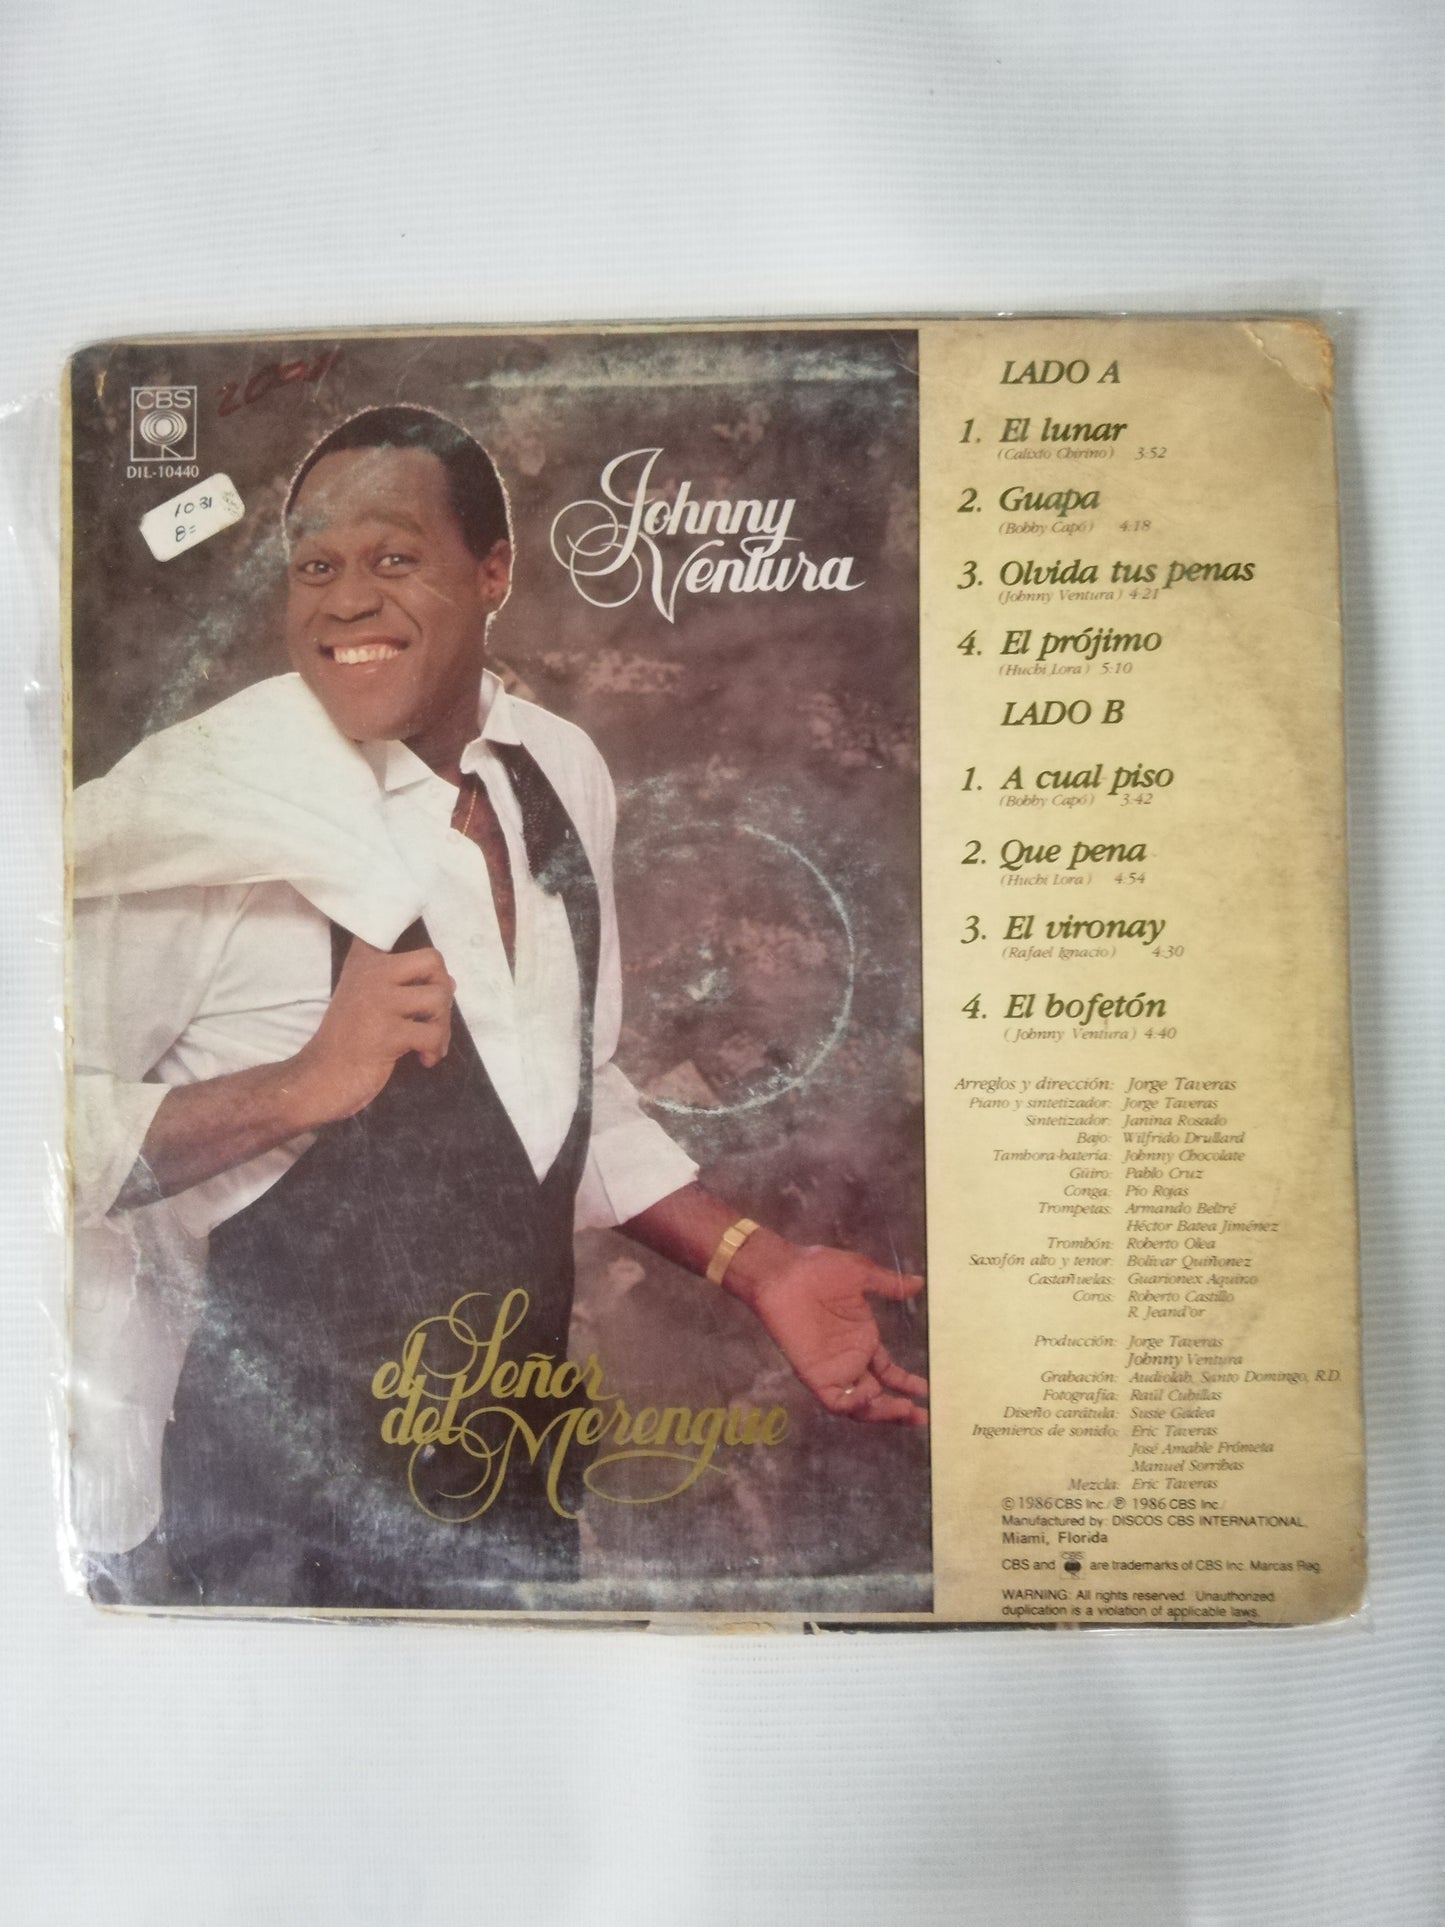 CBS
DIL-10440
1031
8=
Johnny
Ventura
el Señor
del Merengue
LADO A
1. El lunar
(Calixto Chirino) 3:52
2. Guapa
(Bobby Capó) 4:18
3. Olvida tus penas
(Johnny Ventura) 4:21
4. El prójimo
(Huchi Lora) 5:10
LADO B
1. A cual piso
(Bobby Capó) 3:42
2. Que pena
(Huchi Lora) 4:54
3. El vironay
(Rafael Ignacio) 4:30
4. El bofetón
(Johnny Ventura) 4:40
Arreglos y dirección: Jorge Taveras
Piano y sintetizador: Jorge Taveras
Sintetizador: Janina Rosado
Bajo: Wilfrido Drullard
Tambora-batería: Johnny Chocolate
Güiro: Pablo Cruz
Conga: Pío Rojas
Trompetas: Armando Beltré
Héctor Batea Jiménez
Trombón: Roberto Olea
Saxofón alto y tenor: Bolívar Quiñonez
Castañuelas: Guarionex Aquino
Coros: Roberto Castillo
R. Jeand'or
Producción: Jorge Taveras
Johnny Ventura
Grabación: Audiolab, Santo Domingo, R.D.
Fotografía: Raúl Cubillas
Diseño carátula: Susie Gadea
Ingenieros de sonido: Eric Taveras
José Amable Frómeta
Manuel Sorribas
Mezcla: Eric Taveras
© 1986 CBS Inc./℗ 1986 CBS Inc./
Manufactured by: DISCOS CBS INTERNATIONAL,
Miami, Florida
CBS and CBS are trademarks of CBS Inc. Marcas Reg.
WARNING: All rights reserved. Unauthorized
duplication is a violation of applicable laws.